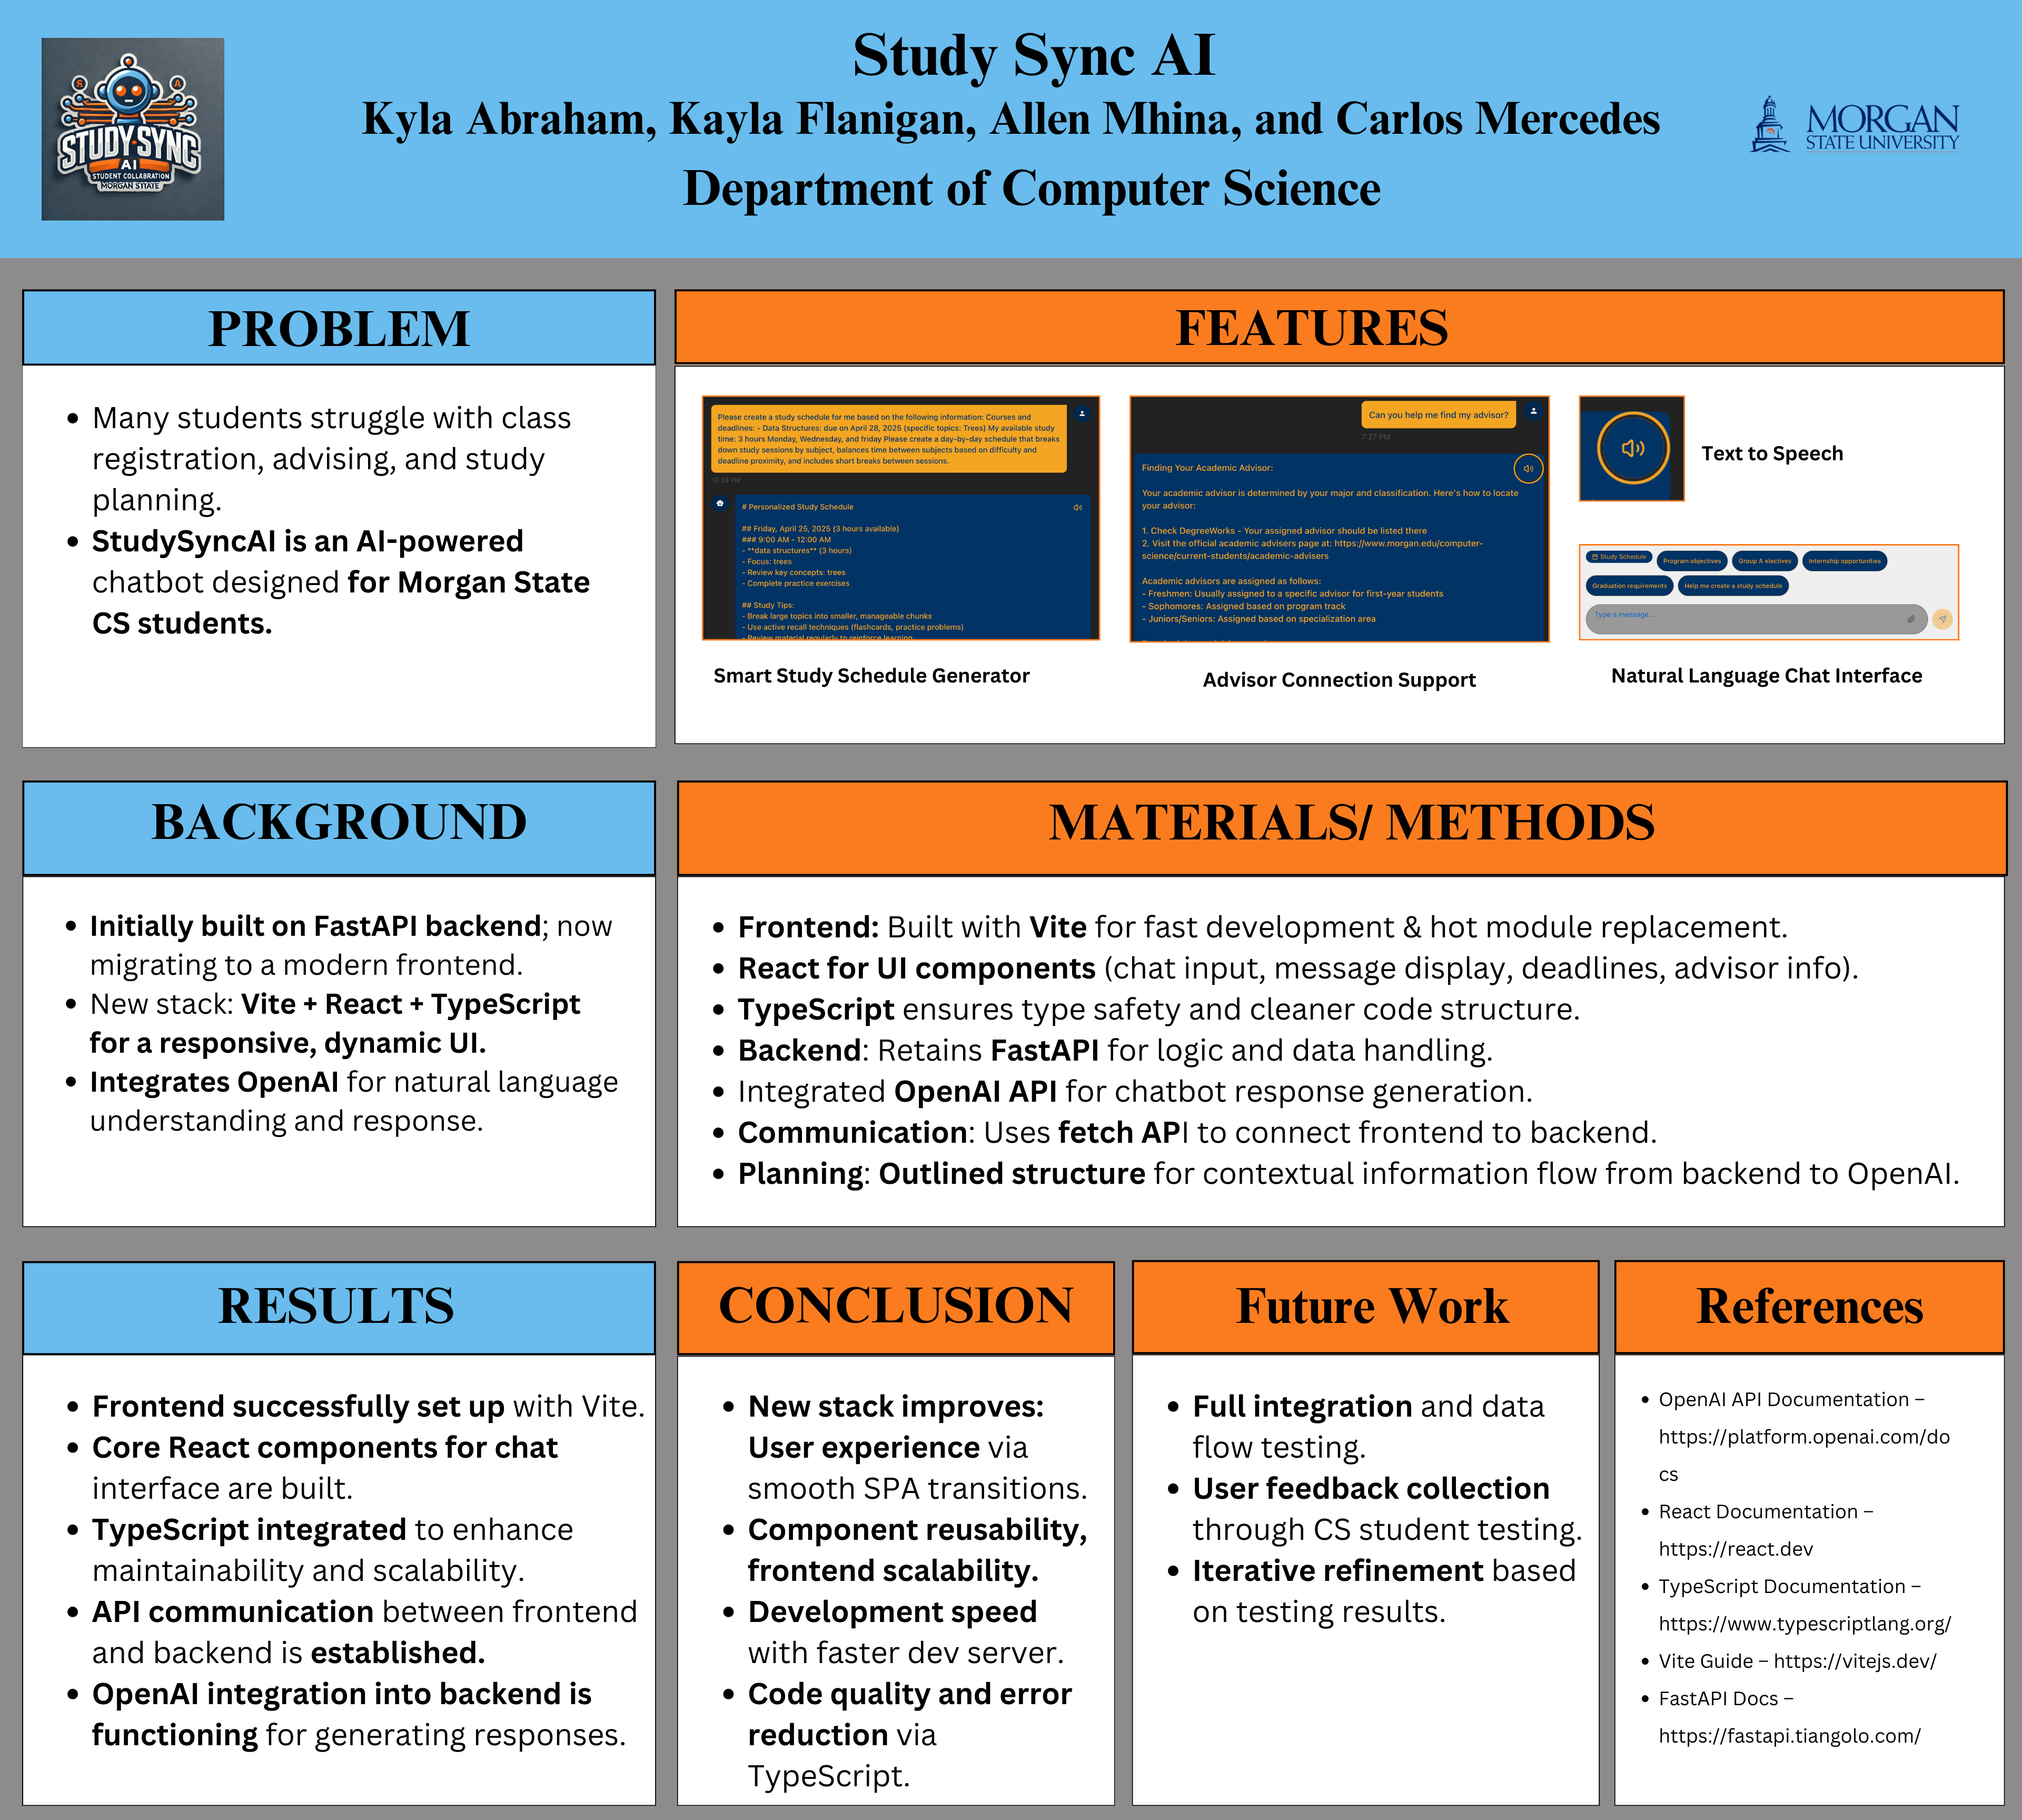 Study Sync AI
Kyla Abraham, Kayla Flanigan, Allen Mhina, and Carlos Mercedes
Department of Computer Science
S
A
STUDY SYNC
AI
STUDENT COLLABRATION
MORGAN STTATE
MORGAN
STATE UNIVERSITY
PROBLEM
• Many students struggle with class
registration, advising, and study
planning.
• StudySyncAI is an AI-powered
chatbot designed for Morgan State
CS students.
FEATURES
Please create a study schedule for me based on the following information: Courses and
deadlines: - Data Structures: due on April 28, 2025 (specific topics: Trees) My available study
time: 3 hours Monday, Wednesday, and friday Please create a day-by-day schedule that breaks
down study sessions by subject, balances time between subjects based on difficulty and
deadline proximity, and includes short breaks between sessions.
10:39 PM
# Personalized Study Schedule
## Friday, April 25, 2025 (3 hours available)
### 9:00 AM - 12:00 AM
- **data structures** (3 hours)
- Focus: trees
- Review key concepts: trees
- Complete practice exercises
## Study Tips:
- Break large topics into smaller, manageable chunks
- Use active recall techniques (flashcards, practice problems)
- Review material regularly to reinforce learning
Smart Study Schedule Generator
Can you help me find my advisor?
7:27 PM
Finding Your Academic Advisor:
Your academic advisor is determined by your major and classification. Here's how to locate
your advisor:
1. Check DegreeWorks - Your assigned advisor should be listed there
2. Visit the official academic advisers page at: https://www.morgan.edu/computer-
science/current-students/academic-advisers
Academic advisors are assigned as follows:
- Freshmen: Usually assigned to a specific advisor for first-year students
- Sophomores: Assigned based on program track
- Juniors/Seniors: Assigned based on specialization area
Advisor Connection Support
Text to Speech
Study Schedule
Program objectives
Group A electives
Internship opportunities
Graduation requirements
Help me create a study schedule
Type a message...
Natural Language Chat Interface
BACKGROUND
• Initially built on FastAPI backend; now
migrating to a modern frontend.
• New stack: Vite + React + TypeScript
for a responsive, dynamic UI.
• Integrates OpenAI for natural language
understanding and response.
MATERIALS/ METHODS
• Frontend: Built with Vite for fast development & hot module replacement.
• React for UI components (chat input, message display, deadlines, advisor info).
• TypeScript ensures type safety and cleaner code structure.
• Backend: Retains FastAPI for logic and data handling.
• Integrated OpenAI API for chatbot response generation.
• Communication: Uses fetch API to connect frontend to backend.
• Planning: Outlined structure for contextual information flow from backend to OpenAI.
RESULTS
• Frontend successfully set up with Vite.
• Core React components for chat
interface are built.
• TypeScript integrated to enhance
maintainability and scalability.
• API communication between frontend
and backend is established.
• OpenAI integration into backend is
functioning for generating responses.
CONCLUSION
• New stack improves:
User experience via
smooth SPA transitions.
• Component reusability,
frontend scalability.
• Development speed
with faster dev server.
• Code quality and error
reduction via
TypeScript.
Future Work
• Full integration and data
flow testing.
• User feedback collection
through CS student testing.
• Iterative refinement based
on testing results.
References
• OpenAI API Documentation –
https://platform.openai.com/do
cs
• React Documentation –
https://react.dev
• TypeScript Documentation –
https://www.typescriptlang.org/
• Vite Guide – https://vitejs.dev/
• FastAPI Docs –
https://fastapi.tiangolo.com/